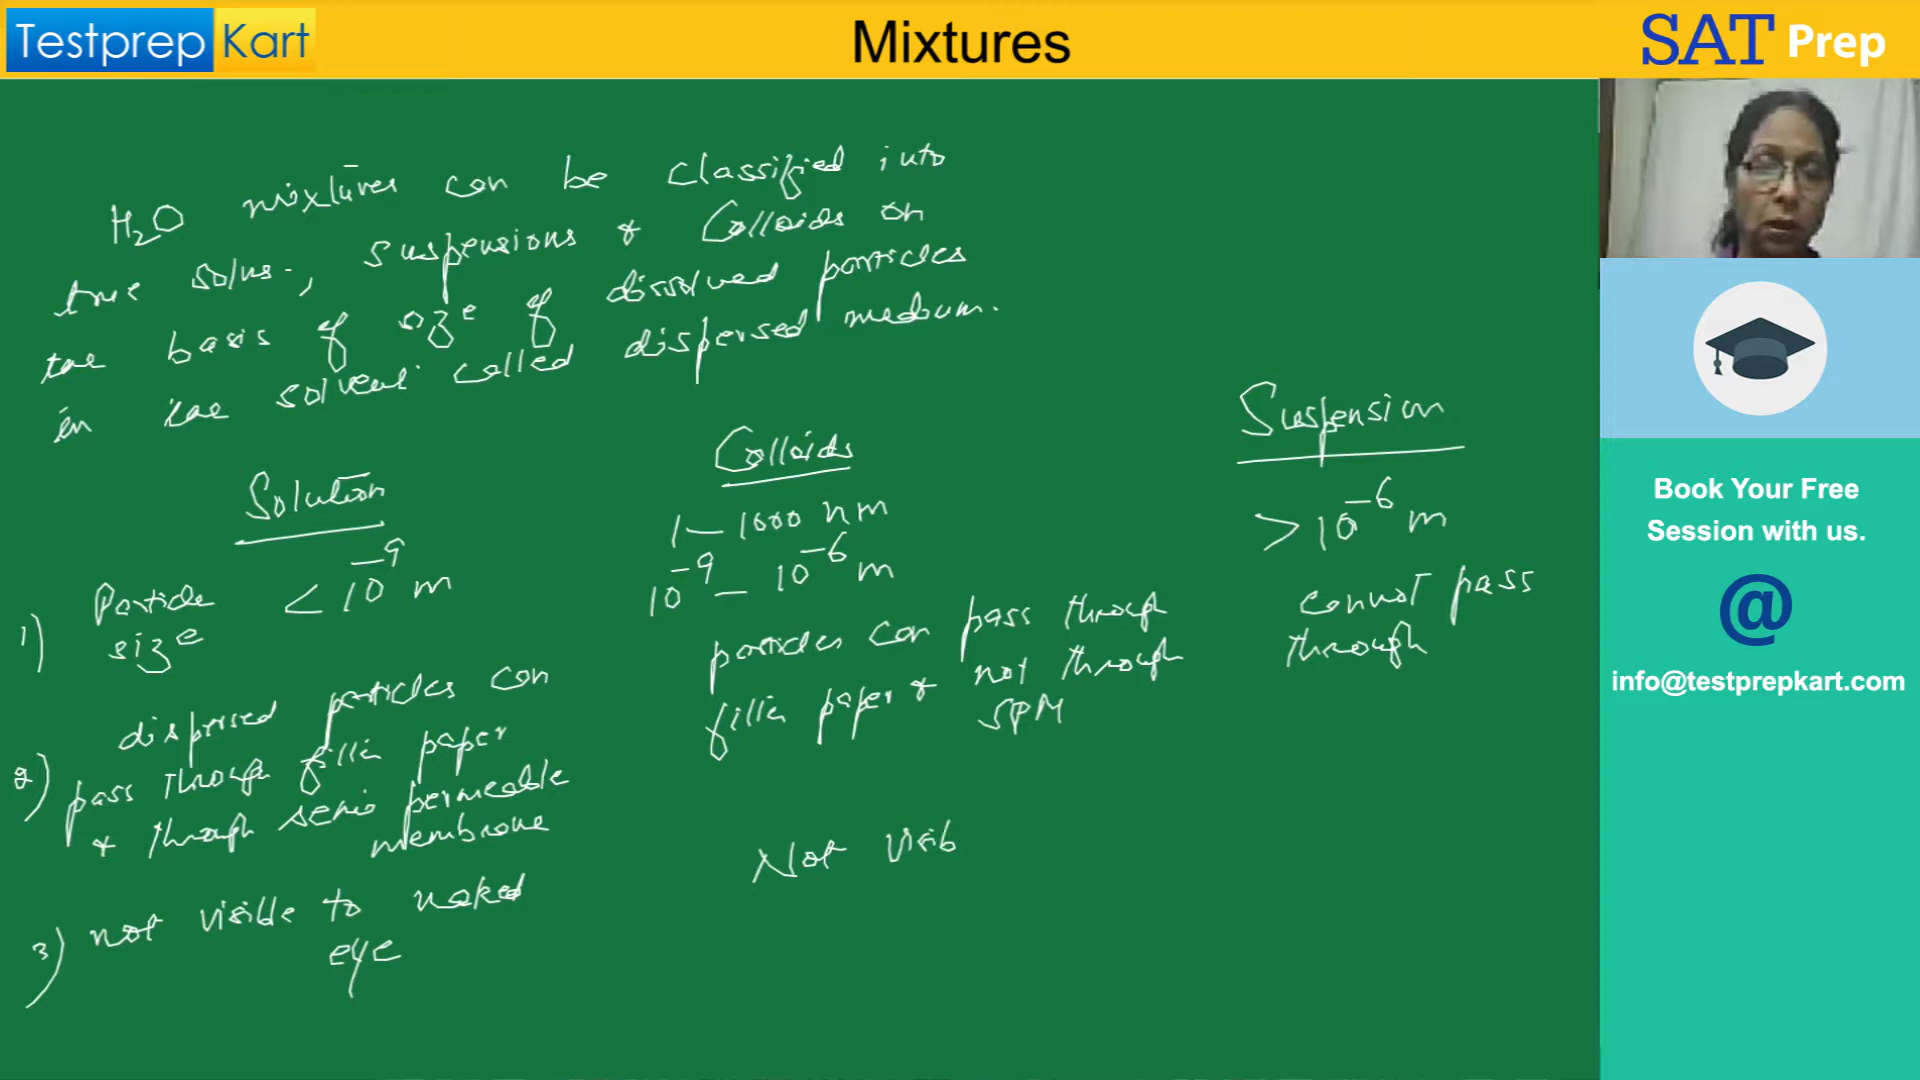 Testprep Kart
Mixtures
SAT Prep
H2O mixtures can be classified into
true solns., suspensions & Colloids on
the basis of size of dissolved particles
in the solvent called dispersed medium.
Solution
Colloids
Suspension
1) Particle size
< 10^-9 m
1 — 1000 nm
10^-9 — 10^-6 m
> 10^-6 m
2) dispersed particles can
pass through filter paper
& through semi permeable
membrane
particles can pass through
filter paper & not through
SPM
cannot pass
through
3) not visible to naked
eye
Not visib
Book Your Free
Session with us.
@
info@testprepkart.com